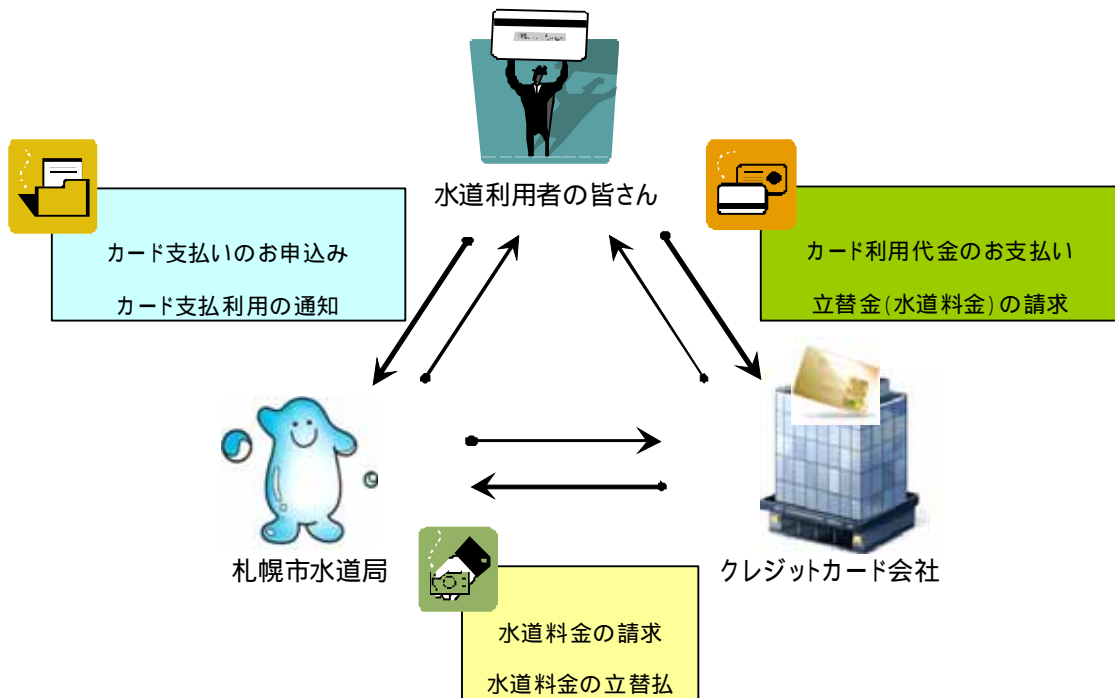 水道利用者の皆さん
カード支払いのお申込み
カード支払利用の通知
カード利用代金のお支払い
立替金(水道料金)の請求
札幌市水道局
クレジットカード会社
水道料金の請求
水道料金の立替払